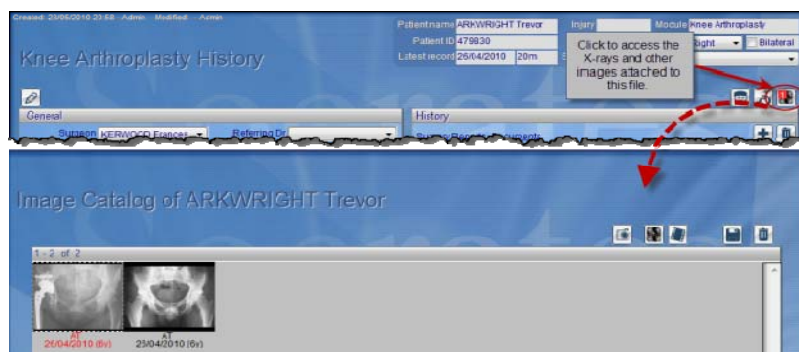 Created: 23/06/2010 23:58 Admin Modified Admin
Patient name ARKWRIGHT Trevor
Injury
Module Knee Arthroplasty
Patient ID 479830
Right
Bilateral
Latest record 26/04/2010 20m
Knee Arthroplasty History
Click to access the
X-rays and other
images attached to
this file.
General
History
Surgeon KERWOOD Frances
Referring Dr.
Image Catalog of ARKWRIGHT Trevor
1 - 2 of 2
AT
26/04/2010 (6v)
AT
25/04/2010 (6v)